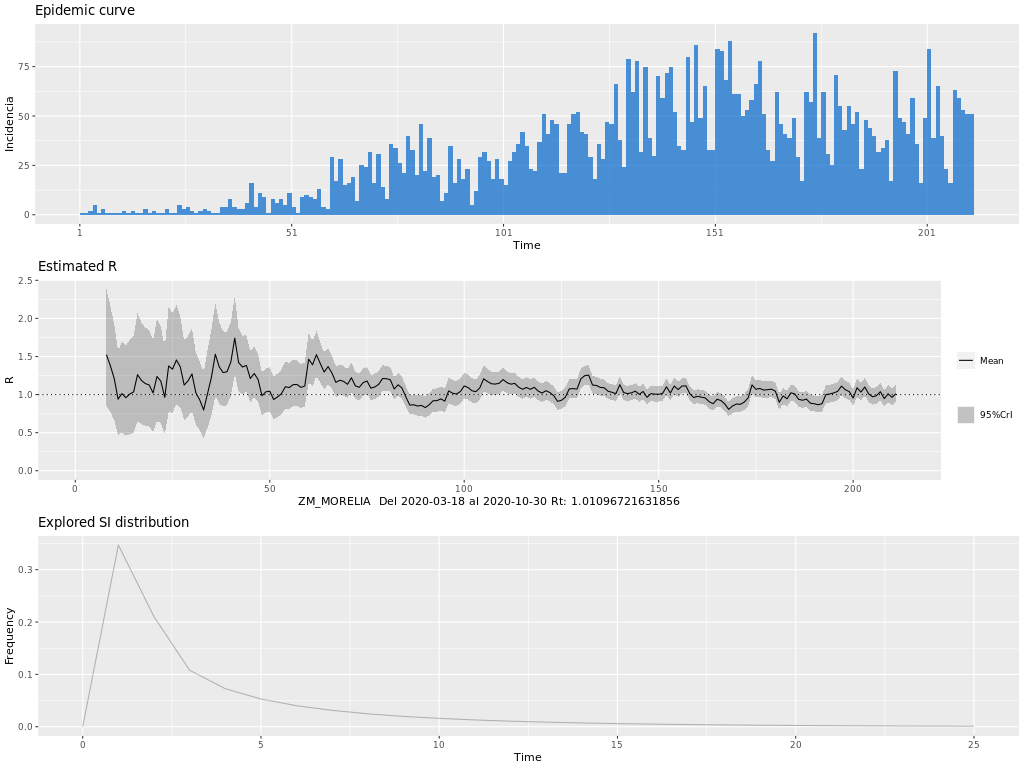 Epidemic curve
75
50
25
0
Incidencia
1 51 101 151 201
Time
Estimated R
2.5
2.0
1.5
1.0
0.5
0.0
R
Mean
95%CrI
0 50 100 150 200
ZM_MORELIA Del 2020-03-18 al 2020-10-30 Rt: 1.01096721631856
Explored SI distribution
0.3
0.2
0.1
0.0
Frequency
0 5 10 15 20 25
Time